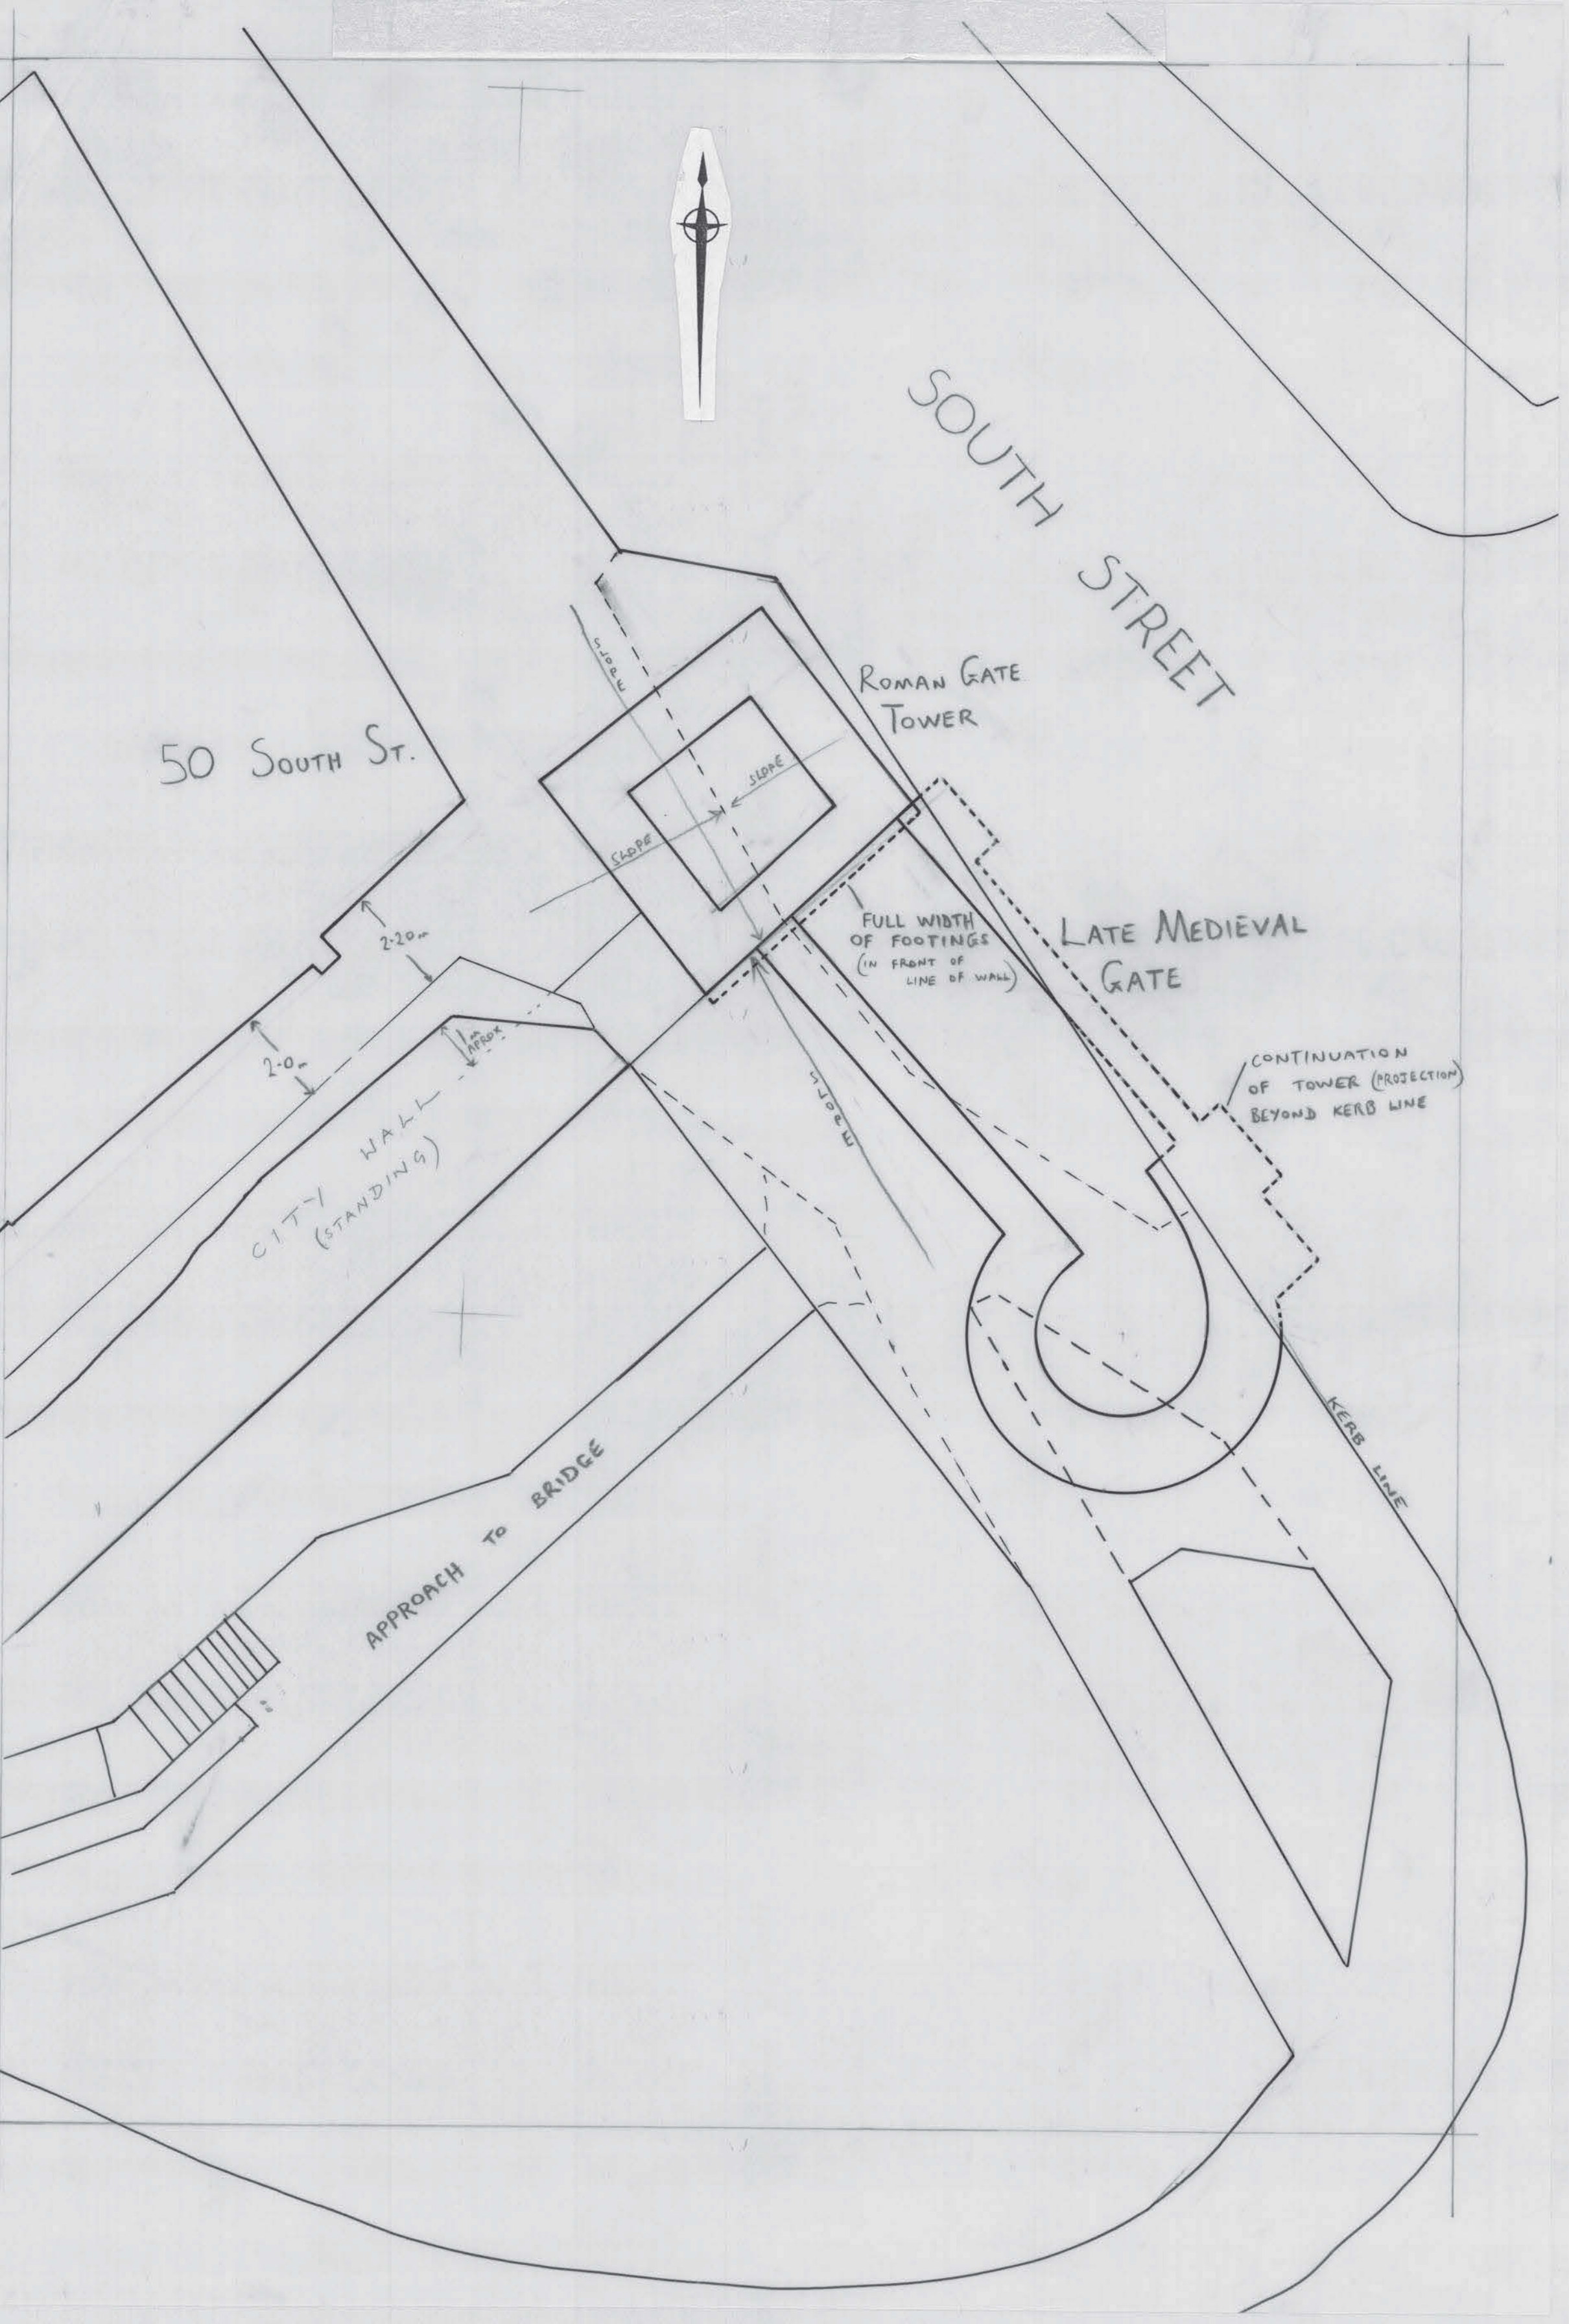 SOUTH STREET
ROMAN GATE
TOWER
SLOPE
50 SOUTH ST.
SLOPE
SLOPE
2·20m
FULL WIDTH
OF FOOTINGS
(IN FRONT OF
LINE OF WALL)
LATE MEDIEVAL
GATE
1m
APROX
2·0m
CONTINUATION
OF TOWER (PROJECTION)
BEYOND KERB LINE
SLOPE
CITY WALL
(STANDING)
KERB LINE
APPROACH TO BRIDGE